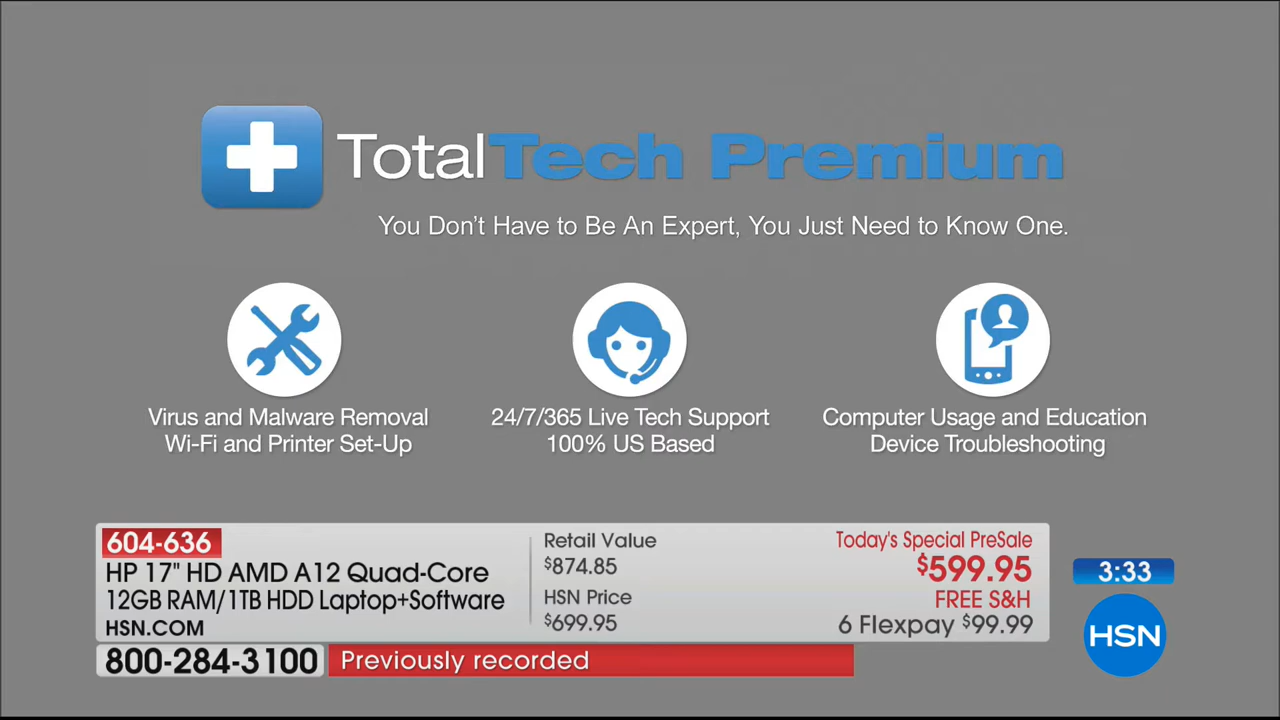 TotalTech Premium
You Don't Have to Be An Expert, You Just Need to Know One.
Virus and Malware Removal
Wi-Fi and Printer Set-Up
24/7/365 Live Tech Support
100% US Based
Computer Usage and Education
Device Troubleshooting
604-636
HP 17" HD AMD A12 Quad-Core
12GB RAM/1TB HDD Laptop+Software
HSN.COM
Retail Value
$874.85
HSN Price
$699.95
Today's Special PreSale
$599.95
FREE S&H
6 Flexpay $99.99
3:33
HSN
800-284-3100
Previously recorded